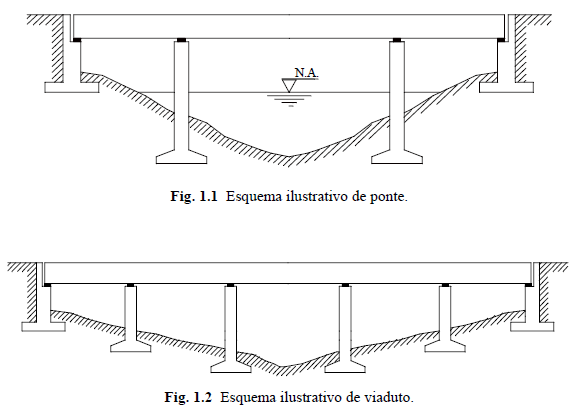 N.A.
Fig. 1.1 Esquema ilustrativo de ponte.
Fig. 1.2 Esquema ilustrativo de viaduto.